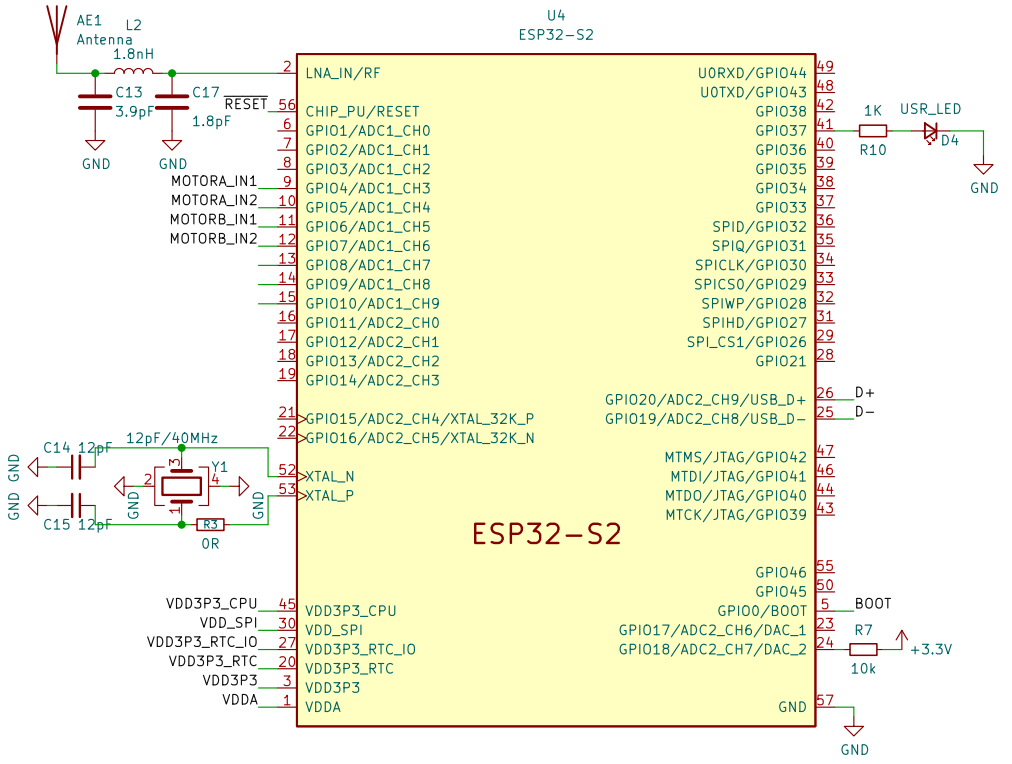 U4
ESP32-S2
AE1
Antenna
L2
1.8nH
C13
3.9pF
C17
1.8pF
GND
GND
RESET
MOTORA_IN1
MOTORA_IN2
MOTORB_IN1
MOTORB_IN2
2 LNA_IN/RF
56 CHIP_PU/RESET
6 GPIO1/ADC1_CH0
7 GPIO2/ADC1_CH1
8 GPIO3/ADC1_CH2
9 GPIO4/ADC1_CH3
10 GPIO5/ADC1_CH4
11 GPIO6/ADC1_CH5
12 GPIO7/ADC1_CH6
13 GPIO8/ADC1_CH7
14 GPIO9/ADC1_CH8
15 GPIO10/ADC1_CH9
16 GPIO11/ADC2_CH0
17 GPIO12/ADC2_CH1
18 GPIO13/ADC2_CH2
19 GPIO14/ADC2_CH3
21 GPIO15/ADC2_CH4/XTAL_32K_P
22 GPIO16/ADC2_CH5/XTAL_32K_N
52 XTAL_N
53 XTAL_P
12pF/40MHz
C14 12pF
GND
Y1
3
2
4
1
GND
GND
GND
C15 12pF
R3
0R
ESP32-S2
VDD3P3_CPU
VDD_SPI
VDD3P3_RTC_IO
VDD3P3_RTC
VDD3P3
VDDA
45 VDD3P3_CPU
30 VDD_SPI
27 VDD3P3_RTC_IO
20 VDD3P3_RTC
3 VDD3P3
1 VDDA
U0RXD/GPIO44 49
U0TXD/GPIO43 48
GPIO38 42
GPIO37 41
GPIO36 40
GPIO35 39
GPIO34 38
GPIO33 37
SPID/GPIO32 36
SPIQ/GPIO31 35
SPICLK/GPIO30 34
SPICS0/GPIO29 33
SPIWP/GPIO28 32
SPIHD/GPIO27 31
SPI_CS1/GPIO26 29
GPIO21 28
GPIO20/ADC2_CH9/USB_D+ 26
GPIO19/ADC2_CH8/USB_D- 25
MTMS/JTAG/GPIO42 47
MTDI/JTAG/GPIO41 46
MTDO/JTAG/GPIO40 44
MTCK/JTAG/GPIO39 43
GPIO46 55
GPIO45 50
GPIO0/BOOT 5
GPIO17/ADC2_CH6/DAC_1 23
GPIO18/ADC2_CH7/DAC_2 24
GND 57
1K
R10
USR_LED
D4
GND
D+
D-
BOOT
R7
10k
+3.3V
GND